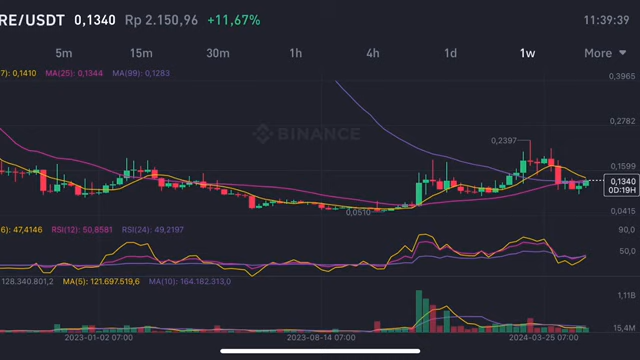 RE/USDT 0,1340 Rp 2.150,96 +11,67% 11:39:39
5m 15m 30m 1h 4h 1d 1w More
7): 0,1410 MA(25): 0,1344 MA(99): 0,1283
0,3965
0,2782
BINANCE
0,2397
0,1599
0,1340
0D:19H
0,0510
0,0415
6): 47,4146 RSI(12): 50,8581 RSI(24): 49,2197
90,0
50,0
128.340.801,2 MA(5): 121.697.519,6 MA(10): 164.182.313,0
1,11B
15,4M
2023-01-02 07:00 2023-08-14 07:00 2024-03-25 07:00